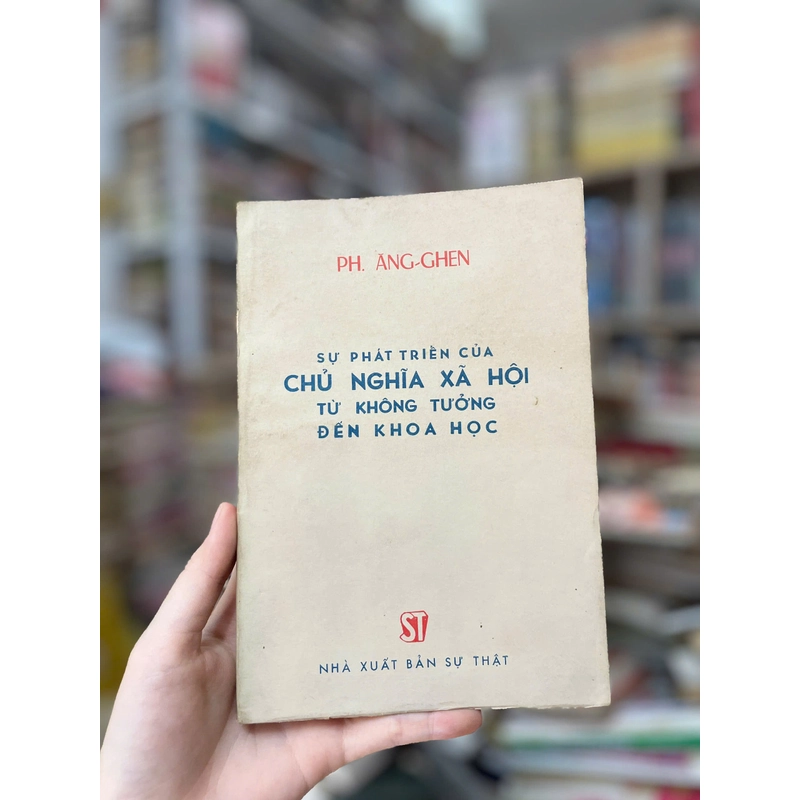 PH. ĂNG-GHEN
SỰ PHÁT TRIỂN CỦA
CHỦ NGHĨA XÃ HỘI
TỪ KHÔNG TƯỞNG
ĐẾN KHOA HỌC
ST
NHÀ XUẤT BẢN SỰ THẬT